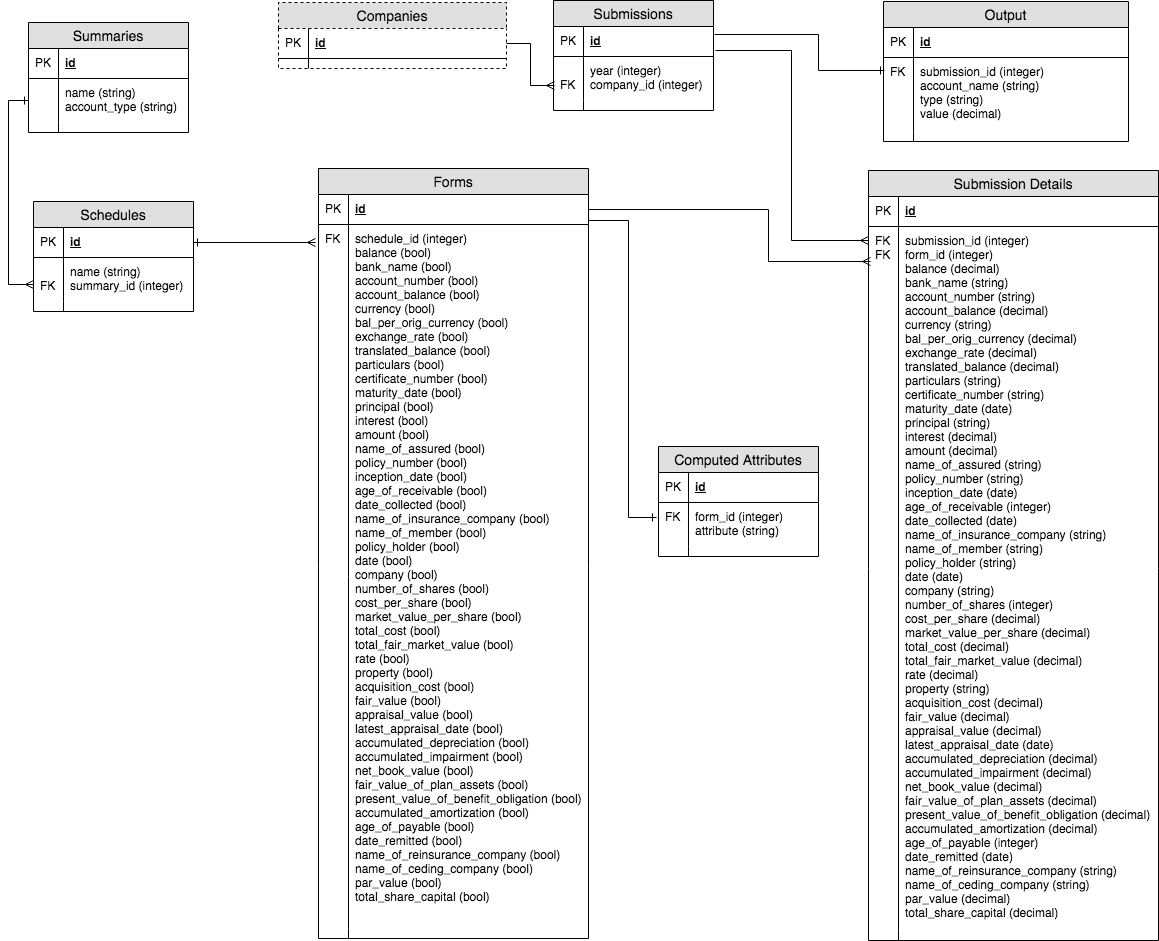 Summaries
PK id
name (string)
account_type (string)
Companies
PK id
Submissions
PK id
year (integer)
FK company_id (integer)
Output
PK id
FK submission_id (integer)
account_name (string)
type (string)
value (decimal)
Schedules
PK id
name (string)
FK summary_id (integer)
Forms
PK id
FK schedule_id (integer)
balance (bool)
bank_name (bool)
account_number (bool)
account_balance (bool)
currency (bool)
bal_per_orig_currency (bool)
exchange_rate (bool)
translated_balance (bool)
particulars (bool)
certificate_number (bool)
maturity_date (bool)
principal (bool)
interest (bool)
amount (bool)
name_of_assured (bool)
policy_number (bool)
inception_date (bool)
age_of_receivable (bool)
date_collected (bool)
name_of_insurance_company (bool)
name_of_member (bool)
policy_holder (bool)
date (bool)
company (bool)
number_of_shares (bool)
cost_per_share (bool)
market_value_per_share (bool)
total_cost (bool)
total_fair_market_value (bool)
rate (bool)
property (bool)
acquisition_cost (bool)
fair_value (bool)
appraisal_value (bool)
latest_appraisal_date (bool)
accumulated_depreciation (bool)
accumulated_impairment (bool)
net_book_value (bool)
fair_value_of_plan_assets (bool)
present_value_of_benefit_obligation (bool)
accumulated_amortization (bool)
age_of_payable (bool)
date_remitted (bool)
name_of_reinsurance_company (bool)
name_of_ceding_company (bool)
par_value (bool)
total_share_capital (bool)
Computed Attributes
PK id
FK form_id (integer)
attribute (string)
Submission Details
PK id
FK submission_id (integer)
FK form_id (integer)
balance (decimal)
bank_name (string)
account_number (string)
account_balance (decimal)
currency (string)
bal_per_orig_currency (decimal)
exchange_rate (decimal)
translated_balance (decimal)
particulars (string)
certificate_number (string)
maturity_date (date)
principal (string)
interest (decimal)
amount (decimal)
name_of_assured (string)
policy_number (string)
inception_date (date)
age_of_receivable (integer)
date_collected (date)
name_of_insurance_company (string)
name_of_member (string)
policy_holder (string)
date (date)
company (string)
number_of_shares (integer)
cost_per_share (decimal)
market_value_per_share (decimal)
total_cost (decimal)
total_fair_market_value (decimal)
rate (decimal)
property (string)
acquisition_cost (decimal)
fair_value (decimal)
appraisal_value (decimal)
latest_appraisal_date (date)
accumulated_depreciation (decimal)
accumulated_impairment (decimal)
net_book_value (decimal)
fair_value_of_plan_assets (decimal)
present_value_of_benefit_obligation (decimal)
accumulated_amortization (decimal)
age_of_payable (integer)
date_remitted (date)
name_of_reinsurance_company (string)
name_of_ceding_company (string)
par_value (decimal)
total_share_capital (decimal)